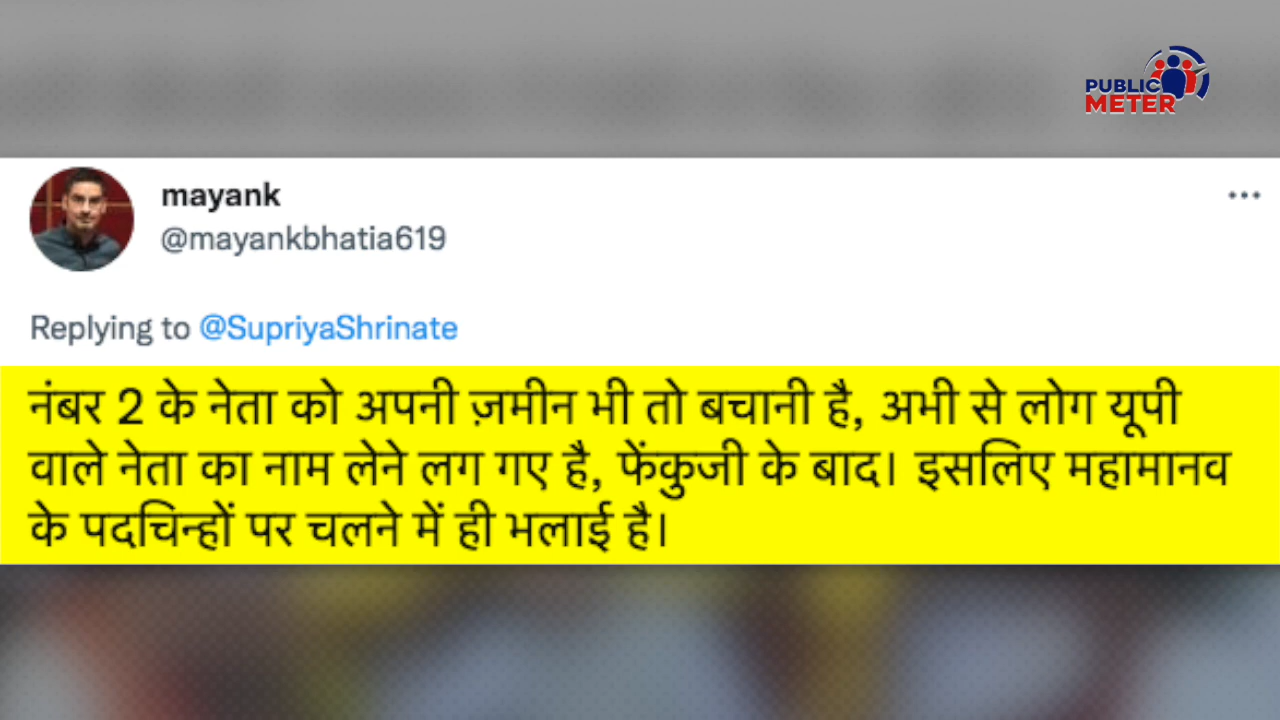 PUBLIC
METER
mayank
@mayankbhatia619
Replying to @SupriyaShrinate
नंबर 2 के नेता को अपनी ज़मीन भी तो बचानी है, अभी से लोग यूपी
वाले नेता का नाम लेने लग गए है, फेंकुजी के बाद। इसलिए महामानव
के पदचिन्हों पर चलने में ही भलाई है।